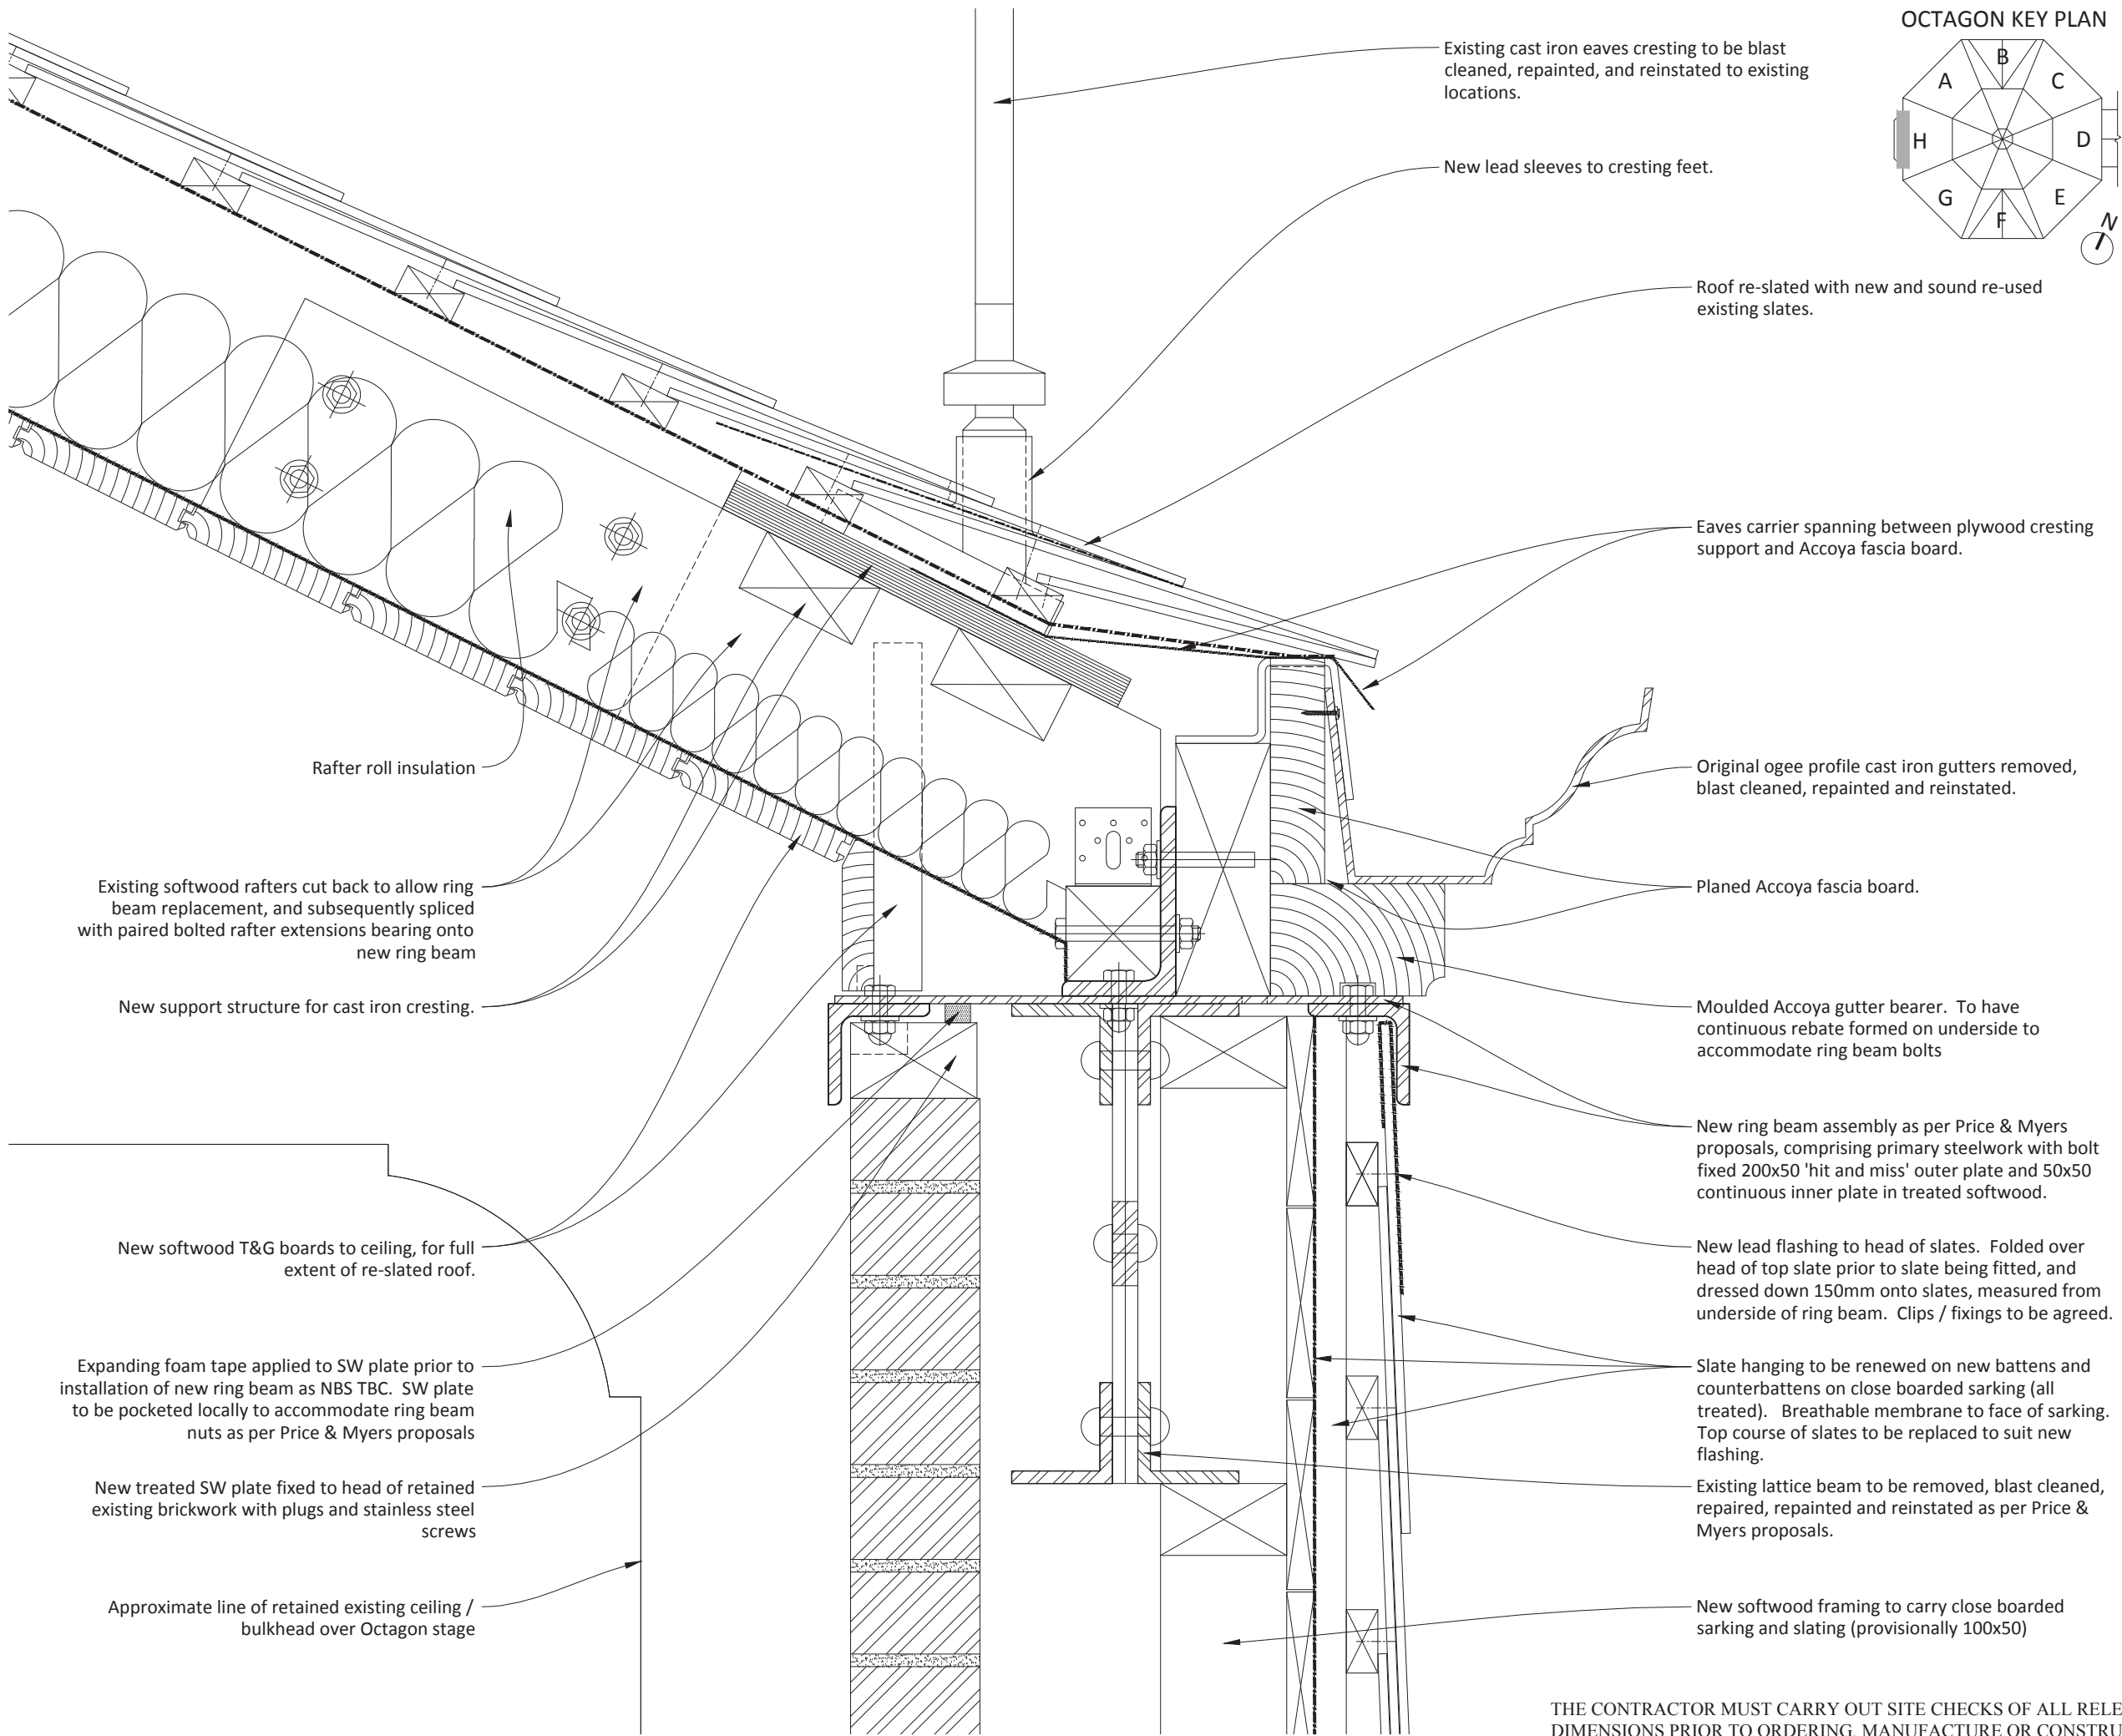 OCTAGON KEY PLAN
A
B
C
D
E
F
G
H
N
Existing cast iron eaves cresting to be blast
cleaned, repainted, and reinstated to existing
locations.
New lead sleeves to cresting feet.
Roof re-slated with new and sound re-used
existing slates.
Eaves carrier spanning between plywood cresting
support and Accoya fascia board.
Original ogee profile cast iron gutters removed,
blast cleaned, repainted and reinstated.
Planed Accoya fascia board.
Moulded Accoya gutter bearer.  To have
continuous rebate formed on underside to
accommodate ring beam bolts
New ring beam assembly as per Price & Myers
proposals, comprising primary steelwork with bolt
fixed 200x50 'hit and miss' outer plate and 50x50
continuous inner plate in treated softwood.
New lead flashing to head of slates.  Folded over
head of top slate prior to slate being fitted, and
dressed down 150mm onto slates, measured from
underside of ring beam.  Clips / fixings to be agreed.
Slate hanging to be renewed on new battens and
counterbattens on close boarded sarking (all
treated).   Breathable membrane to face of sarking.
Top course of slates to be replaced to suit new
flashing.
Existing lattice beam to be removed, blast cleaned,
repaired, repainted and reinstated as per Price &
Myers proposals.
New softwood framing to carry close boarded
sarking and slating (provisionally 100x50)
Rafter roll insulation
Existing softwood rafters cut back to allow ring
beam replacement, and subsequently spliced
with paired bolted rafter extensions bearing onto
new ring beam
New support structure for cast iron cresting.
New softwood T&G boards to ceiling, for full
extent of re-slated roof.
Expanding foam tape applied to SW plate prior to
installation of new ring beam as NBS TBC.  SW plate
to be pocketed locally to accommodate ring beam
nuts as per Price & Myers proposals
New treated SW plate fixed to head of retained
existing brickwork with plugs and stainless steel
screws
Approximate line of retained existing ceiling /
bulkhead over Octagon stage
THE CONTRACTOR MUST CARRY OUT SITE CHECKS OF ALL RELE
DIMENSIONS PRIOR TO ORDERING, MANUFACTURE OR CONSTRU